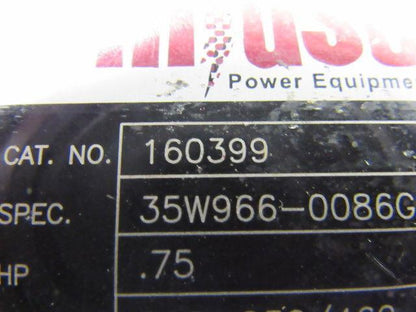 Power Equipme
CAT. NO. 160399
SPEC. 35W966-0086G
HP .75